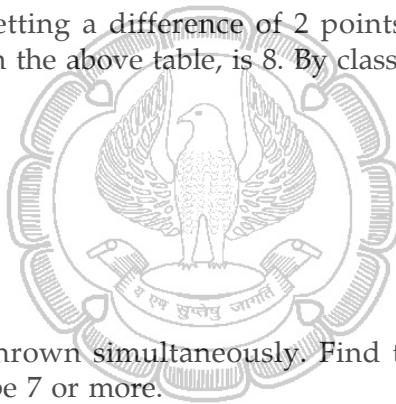 etting a difference of 2 points
n the above table, is 8. By class
य एष सुप्तेषु जागर्ति
hrown simultaneously. Find t
be 7 or more.